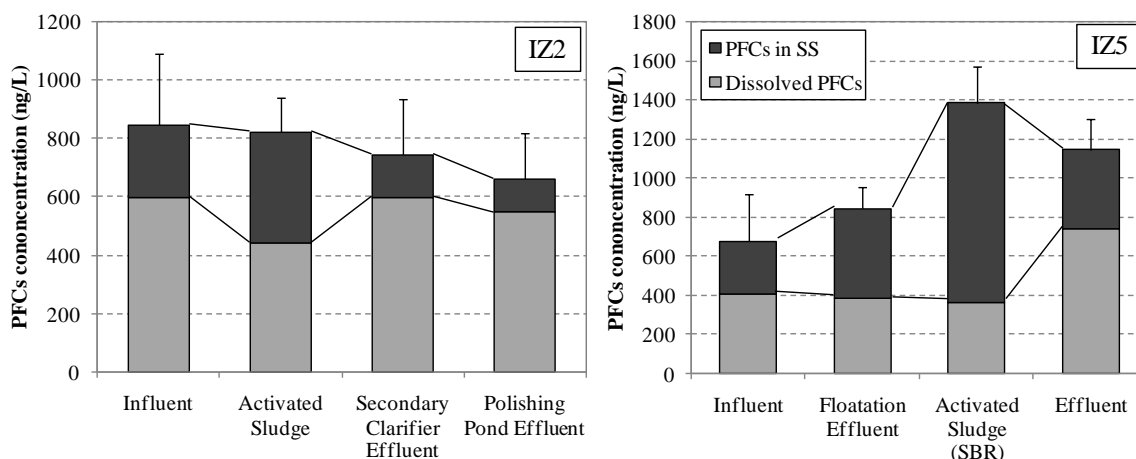 PFCs cononcentration (ng/L)
1200
1000
800
600
400
200
0
IZ2
Influent
Activated
Sludge
Secondary
Clarifier
Effluent
Polishing
Pond Effluent
PFCs cononcentration (ng/L)
1800
1600
1400
1200
1000
800
600
400
200
0
PFCs in SS
Dissolved PFCs
IZ5
Influent
Floatation
Effluent
Activated
Sludge
(SBR)
Effluent